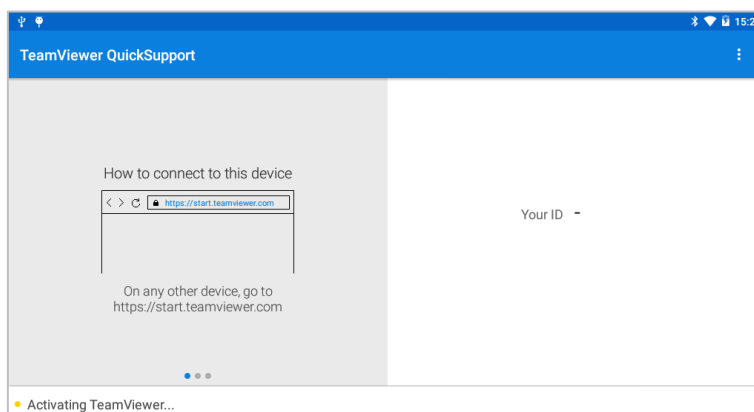 15:2
TeamViewer QuickSupport
How to connect to this device
https://start.teamviewer.com
On any other device, go to
https://start.teamviewer.com
Your ID -
Activating TeamViewer...